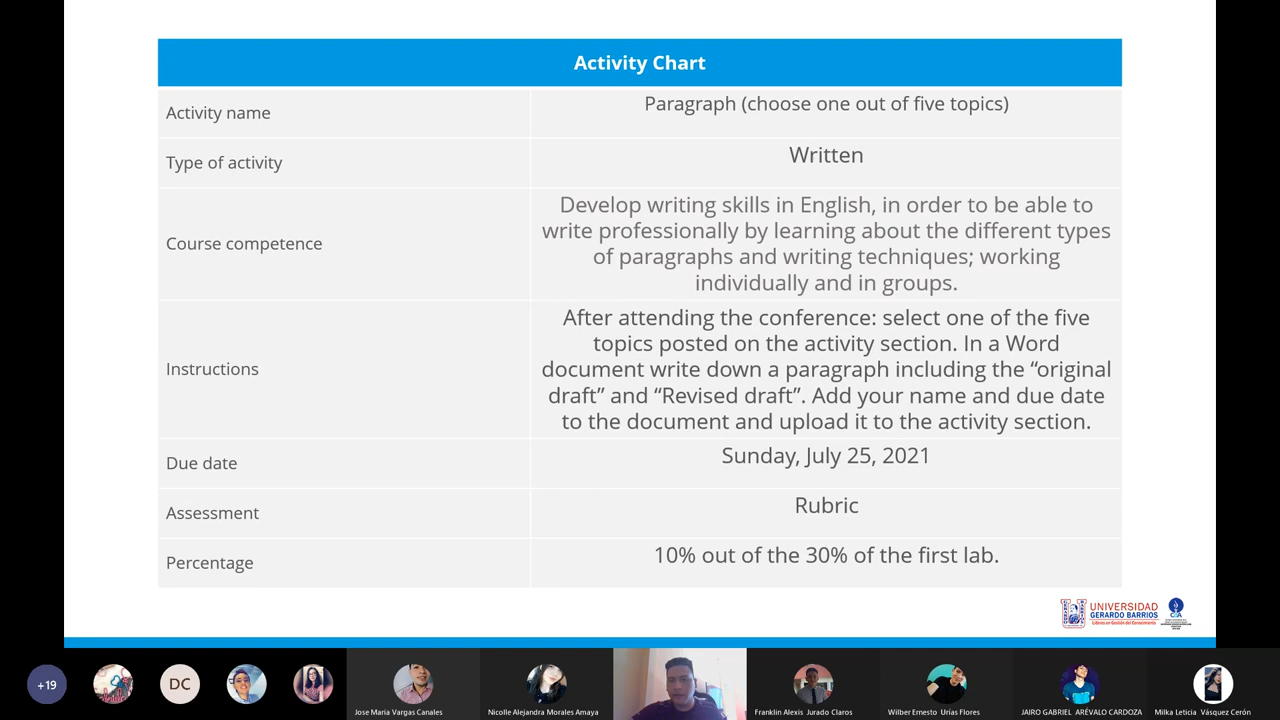 Activity Chart
Activity name
Paragraph (choose one out of five topics)
Type of activity
Written
Course competence
Develop writing skills in English, in order to be able to
write professionally by learning about the different types
of paragraphs and writing techniques; working
individually and in groups.
Instructions
After attending the conference: select one of the five
topics posted on the activity section. In a Word
document write down a paragraph including the “original
draft” and “Revised draft”. Add your name and due date
to the document and upload it to the activity section.
Due date
Sunday, July 25, 2021
Assessment
Rubric
Percentage
10% out of the 30% of the first lab.
UNIVERSIDAD
GERARDO BARRIOS
Líderes en Gestión del Conocimiento
+19
DC
Jose Maria Vargas Canales
Nicolle Alejandra Morales Amaya
Franklin Alexis Jurado Claros
Wilber Ernesto Urías Flores
JAIRO GABRIEL ARÉVALO CARDOZA
Milka Leticia Vásquez Cerón